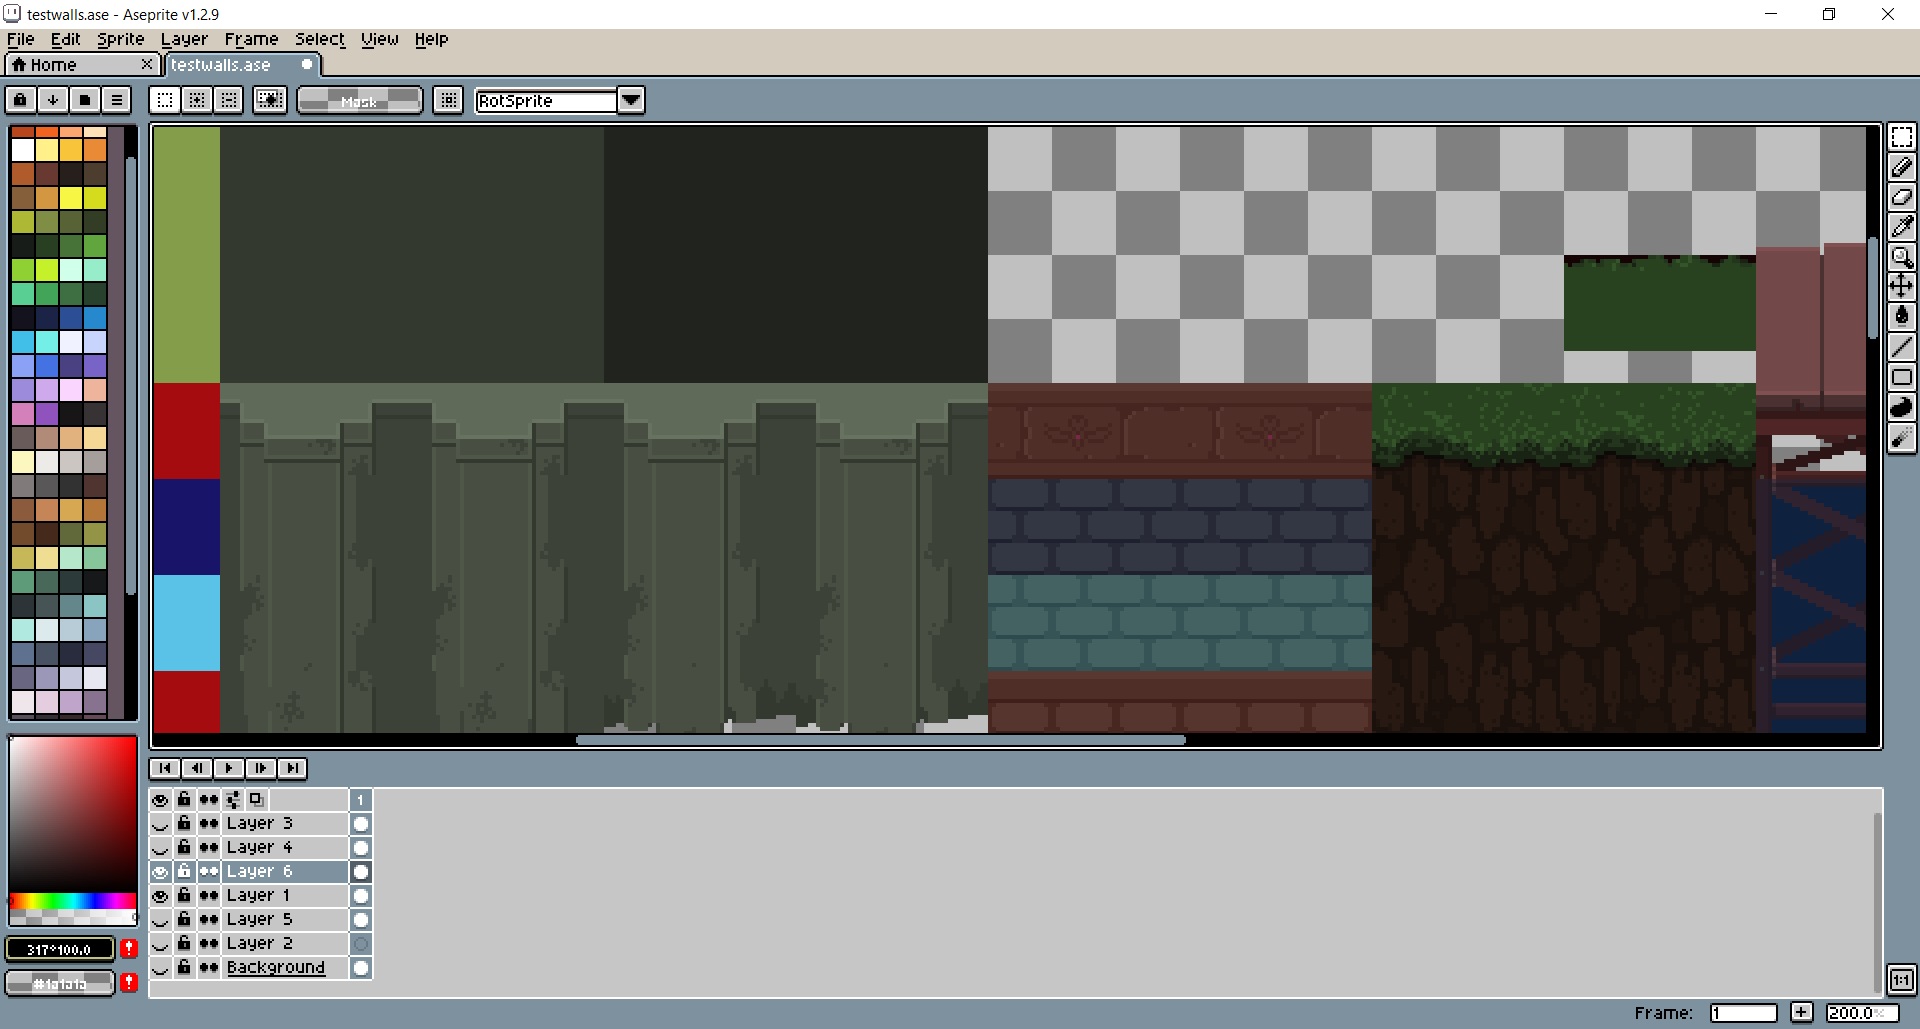 testwalls.ase - Aseprite v1.2.9
File Edit Sprite Layer Frame Select View Help
Home
testwalls.ase
Mask
RotSprite
1
Layer 3
Layer 4
Layer 6
Layer 1
Layer 5
Layer 2
Background
317°100.0
#1a1a1a
1:1
Frame: 1
200.0%